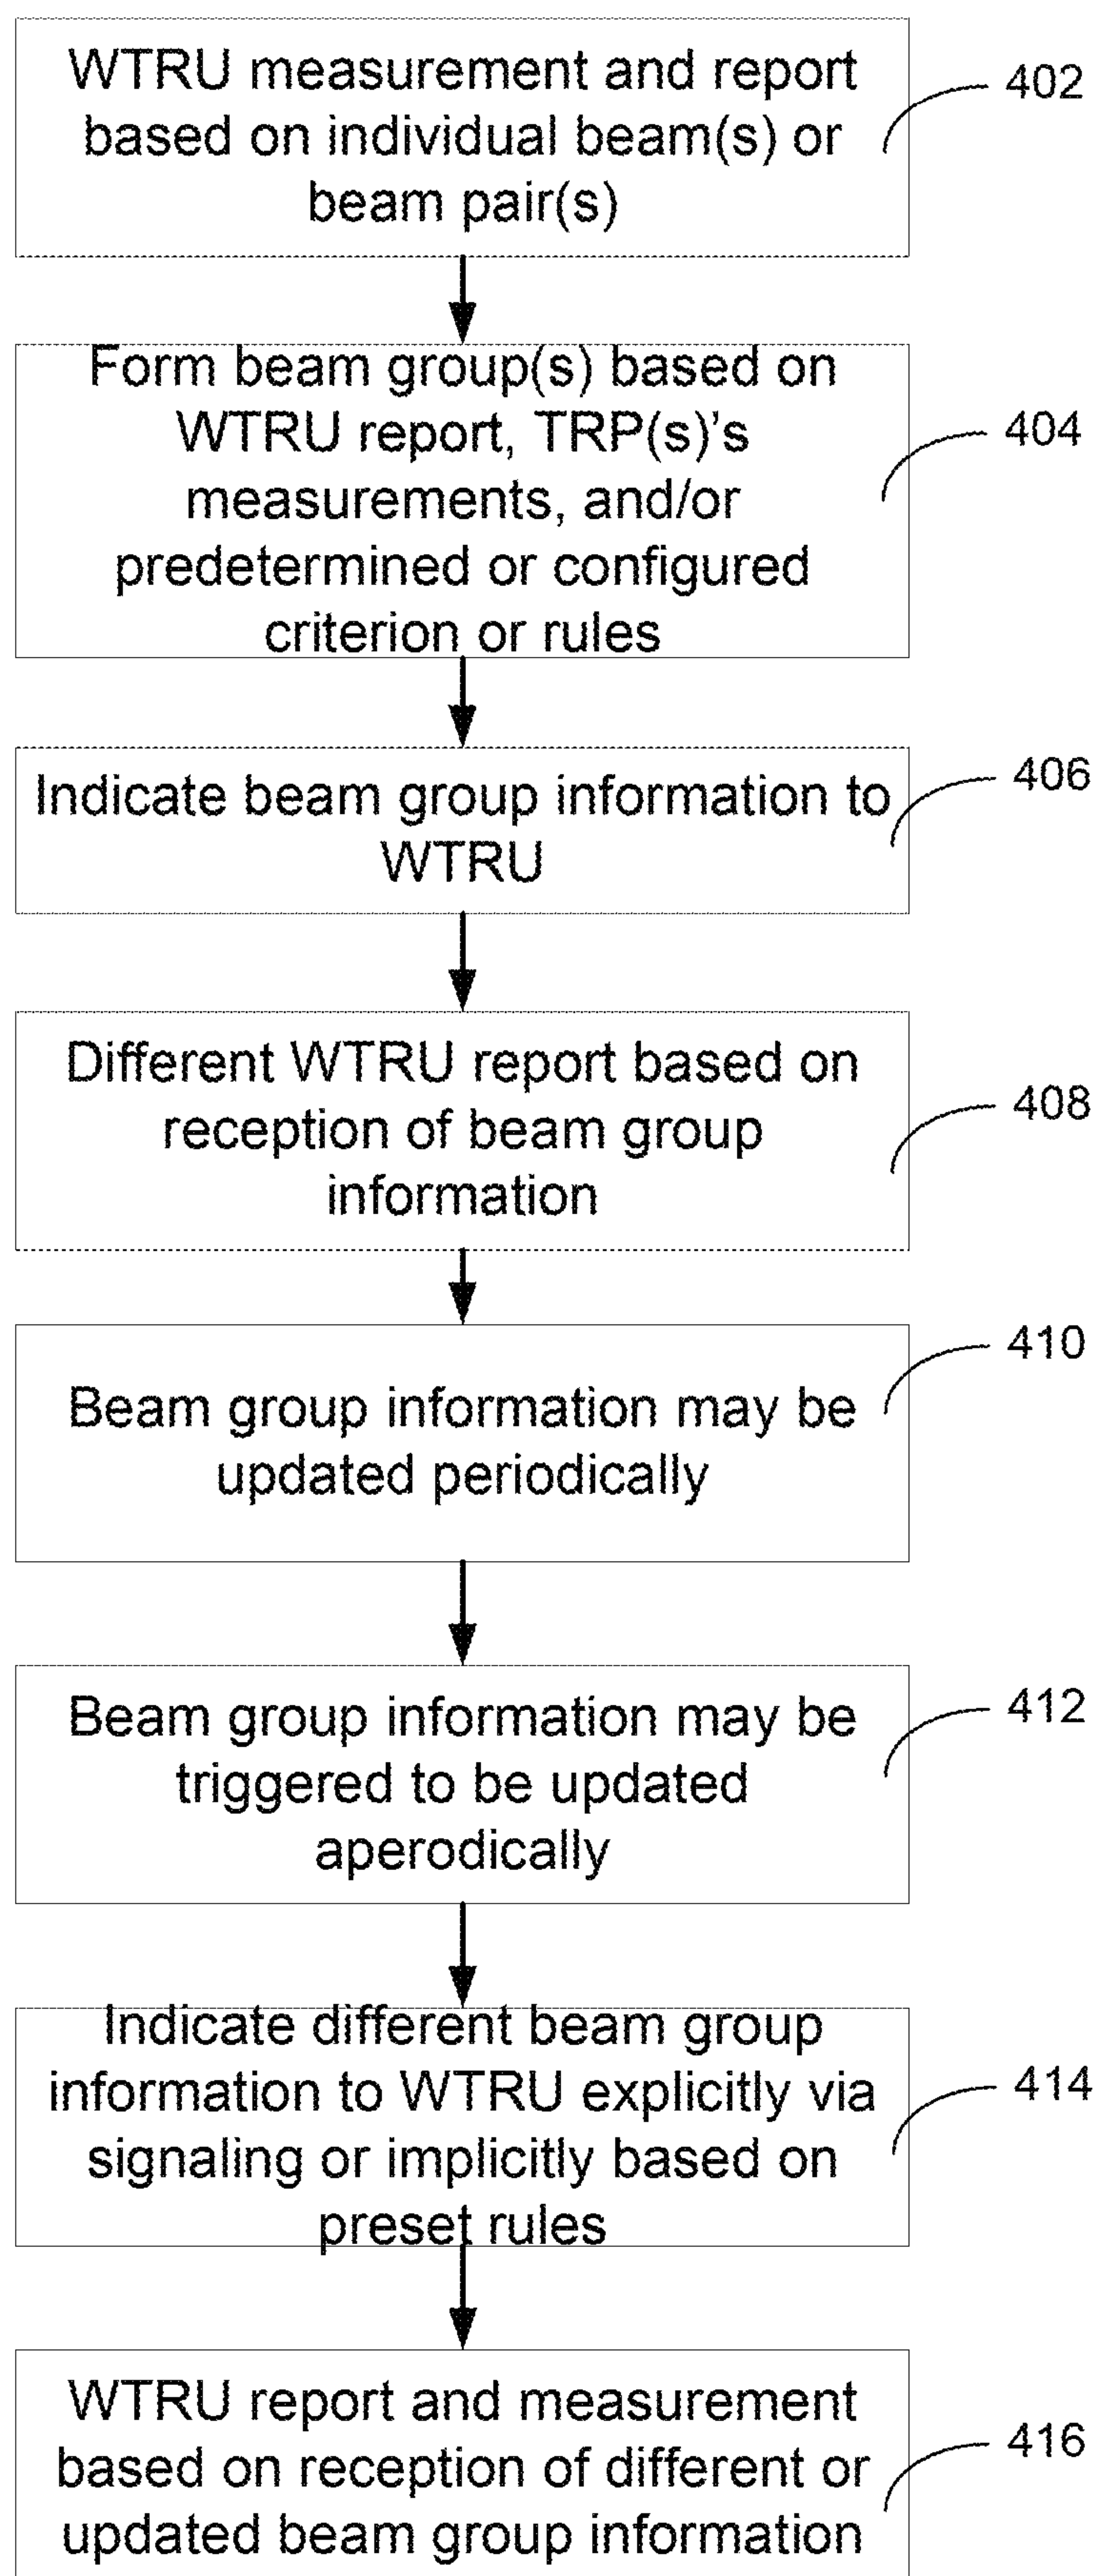 WTRU measurement and report
based on individual beam(s) or
beam pair(s)
402
Form beam group(s) based on
WTRU report, TRP(s)'s
measurements, and/or
predetermined or configured
criterion or rules
404
Indicate beam group information to
WTRU
406
Different WTRU report based on
reception of beam group
information
408
Beam group information may be
updated periodically
410
Beam group information may be
triggered to be updated
aperodically
412
Indicate different beam group
information to WTRU explicitly via
signaling or implicitly based on
preset rules
414
WTRU report and measurement
based on reception of different or
updated beam group information
416